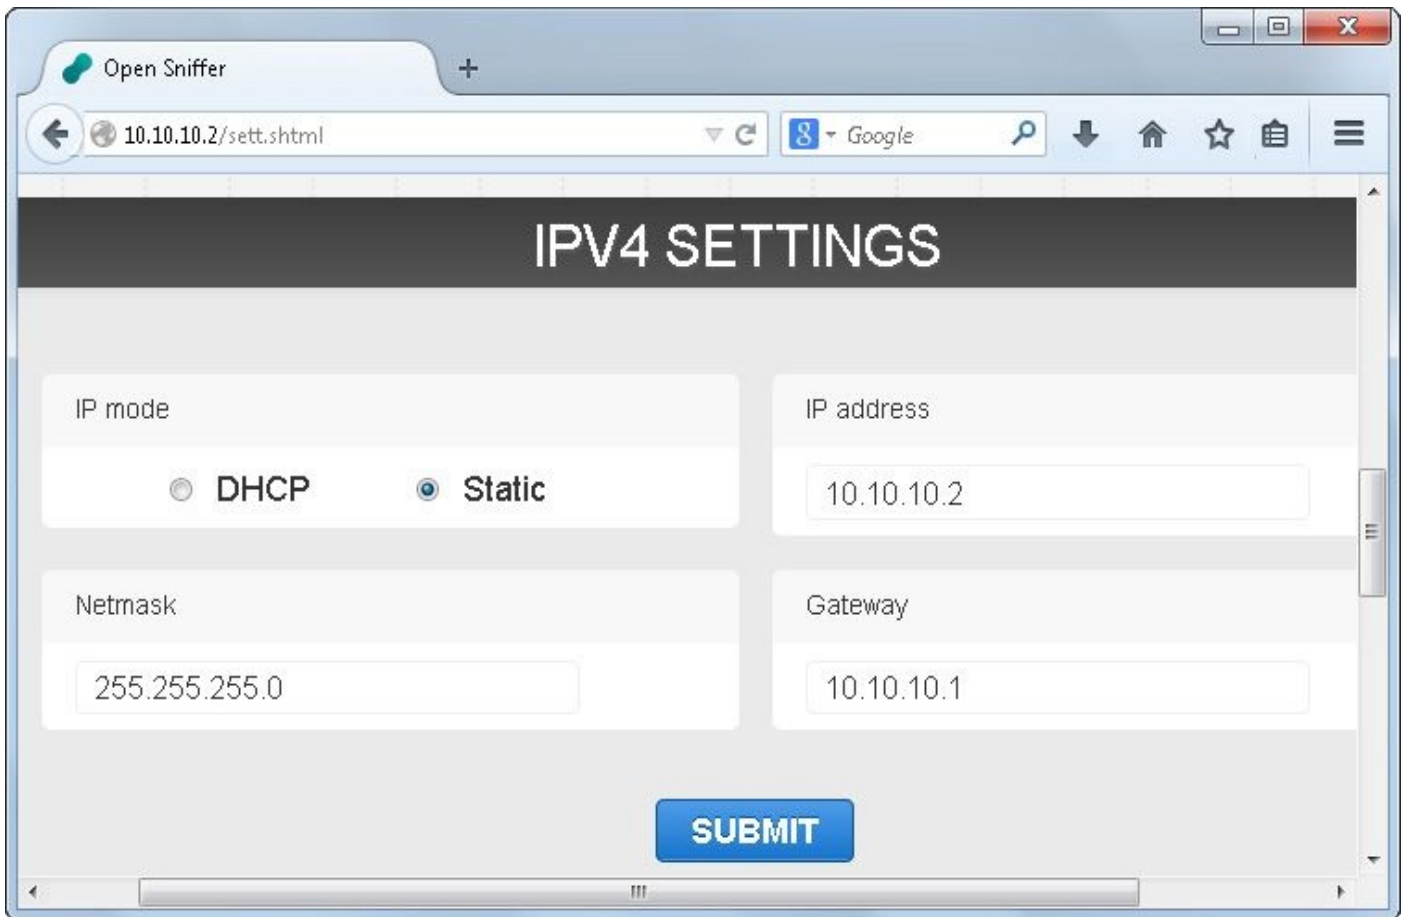 Open Sniffer
10.10.10.2/sett.shtml
8 Google
IPV4 SETTINGS
IP mode
IP address
DHCP Static
10.10.10.2
Netmask
Gateway
255.255.255.0
10.10.10.1
SUBMIT